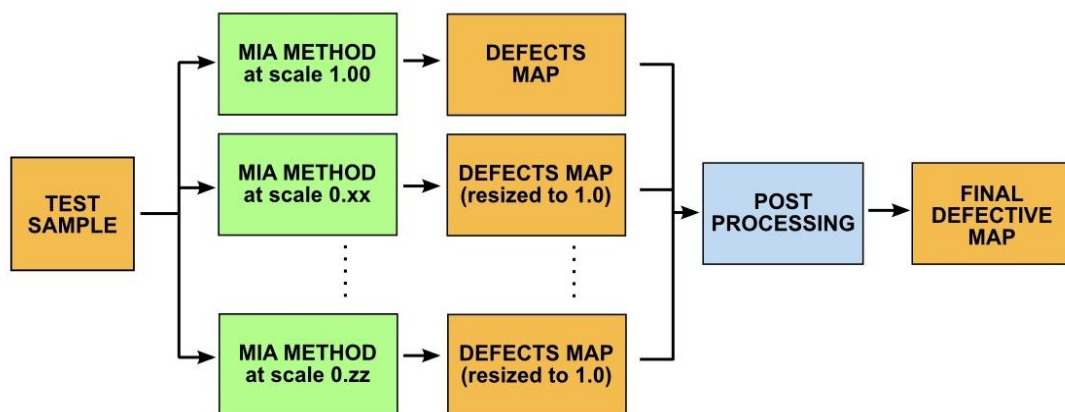 TEST
SAMPLE
MIA METHOD
at scale 1.00
DEFECTS
MAP
MIA METHOD
at scale 0.xx
DEFECTS MAP
(resized to 1.0)
MIA METHOD
at scale 0.zz
DEFECTS MAP
(resized to 1.0)
POST
PROCESSING
FINAL
DEFECTIVE
MAP